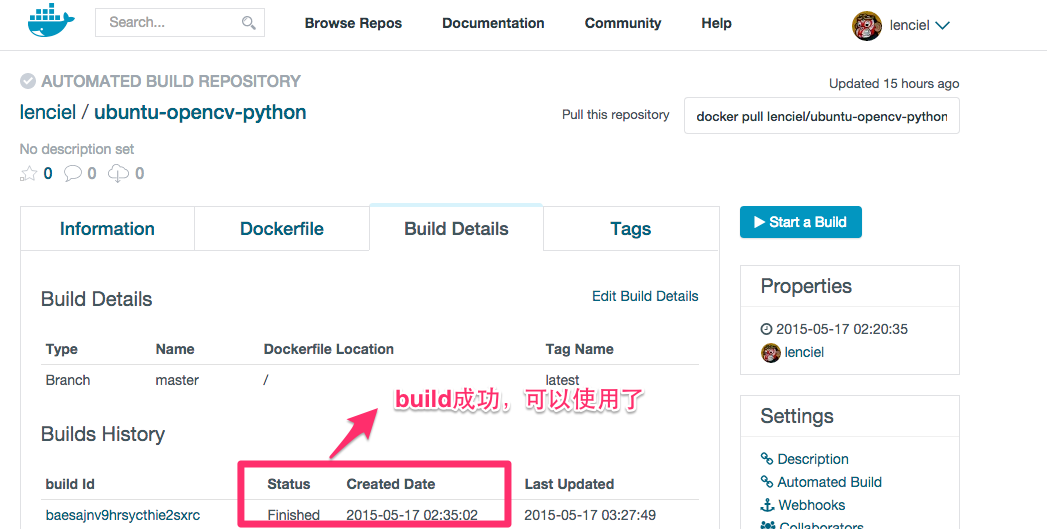 Search... Browse Repos Documentation Community Help lenciel
AUTOMATED BUILD REPOSITORY
Updated 15 hours ago
lenciel / ubuntu-opencv-python
Pull this repository docker pull lenciel/ubuntu-opencv-python
No description set
0 0 0
Information Dockerfile Build Details Tags
Start a Build
Build Details
Edit Build Details
Type Name Dockerfile Location Tag Name
Branch master / latest
build成功，可以使用了
Builds History
build Id Status Created Date Last Updated
baesajnv9hrsycthie2sxrc Finished 2015-05-17 02:35:02 2015-05-17 03:27:49
Properties
2015-05-17 02:20:35
lenciel
Settings
Description
Automated Build
Webhooks
Collaborators